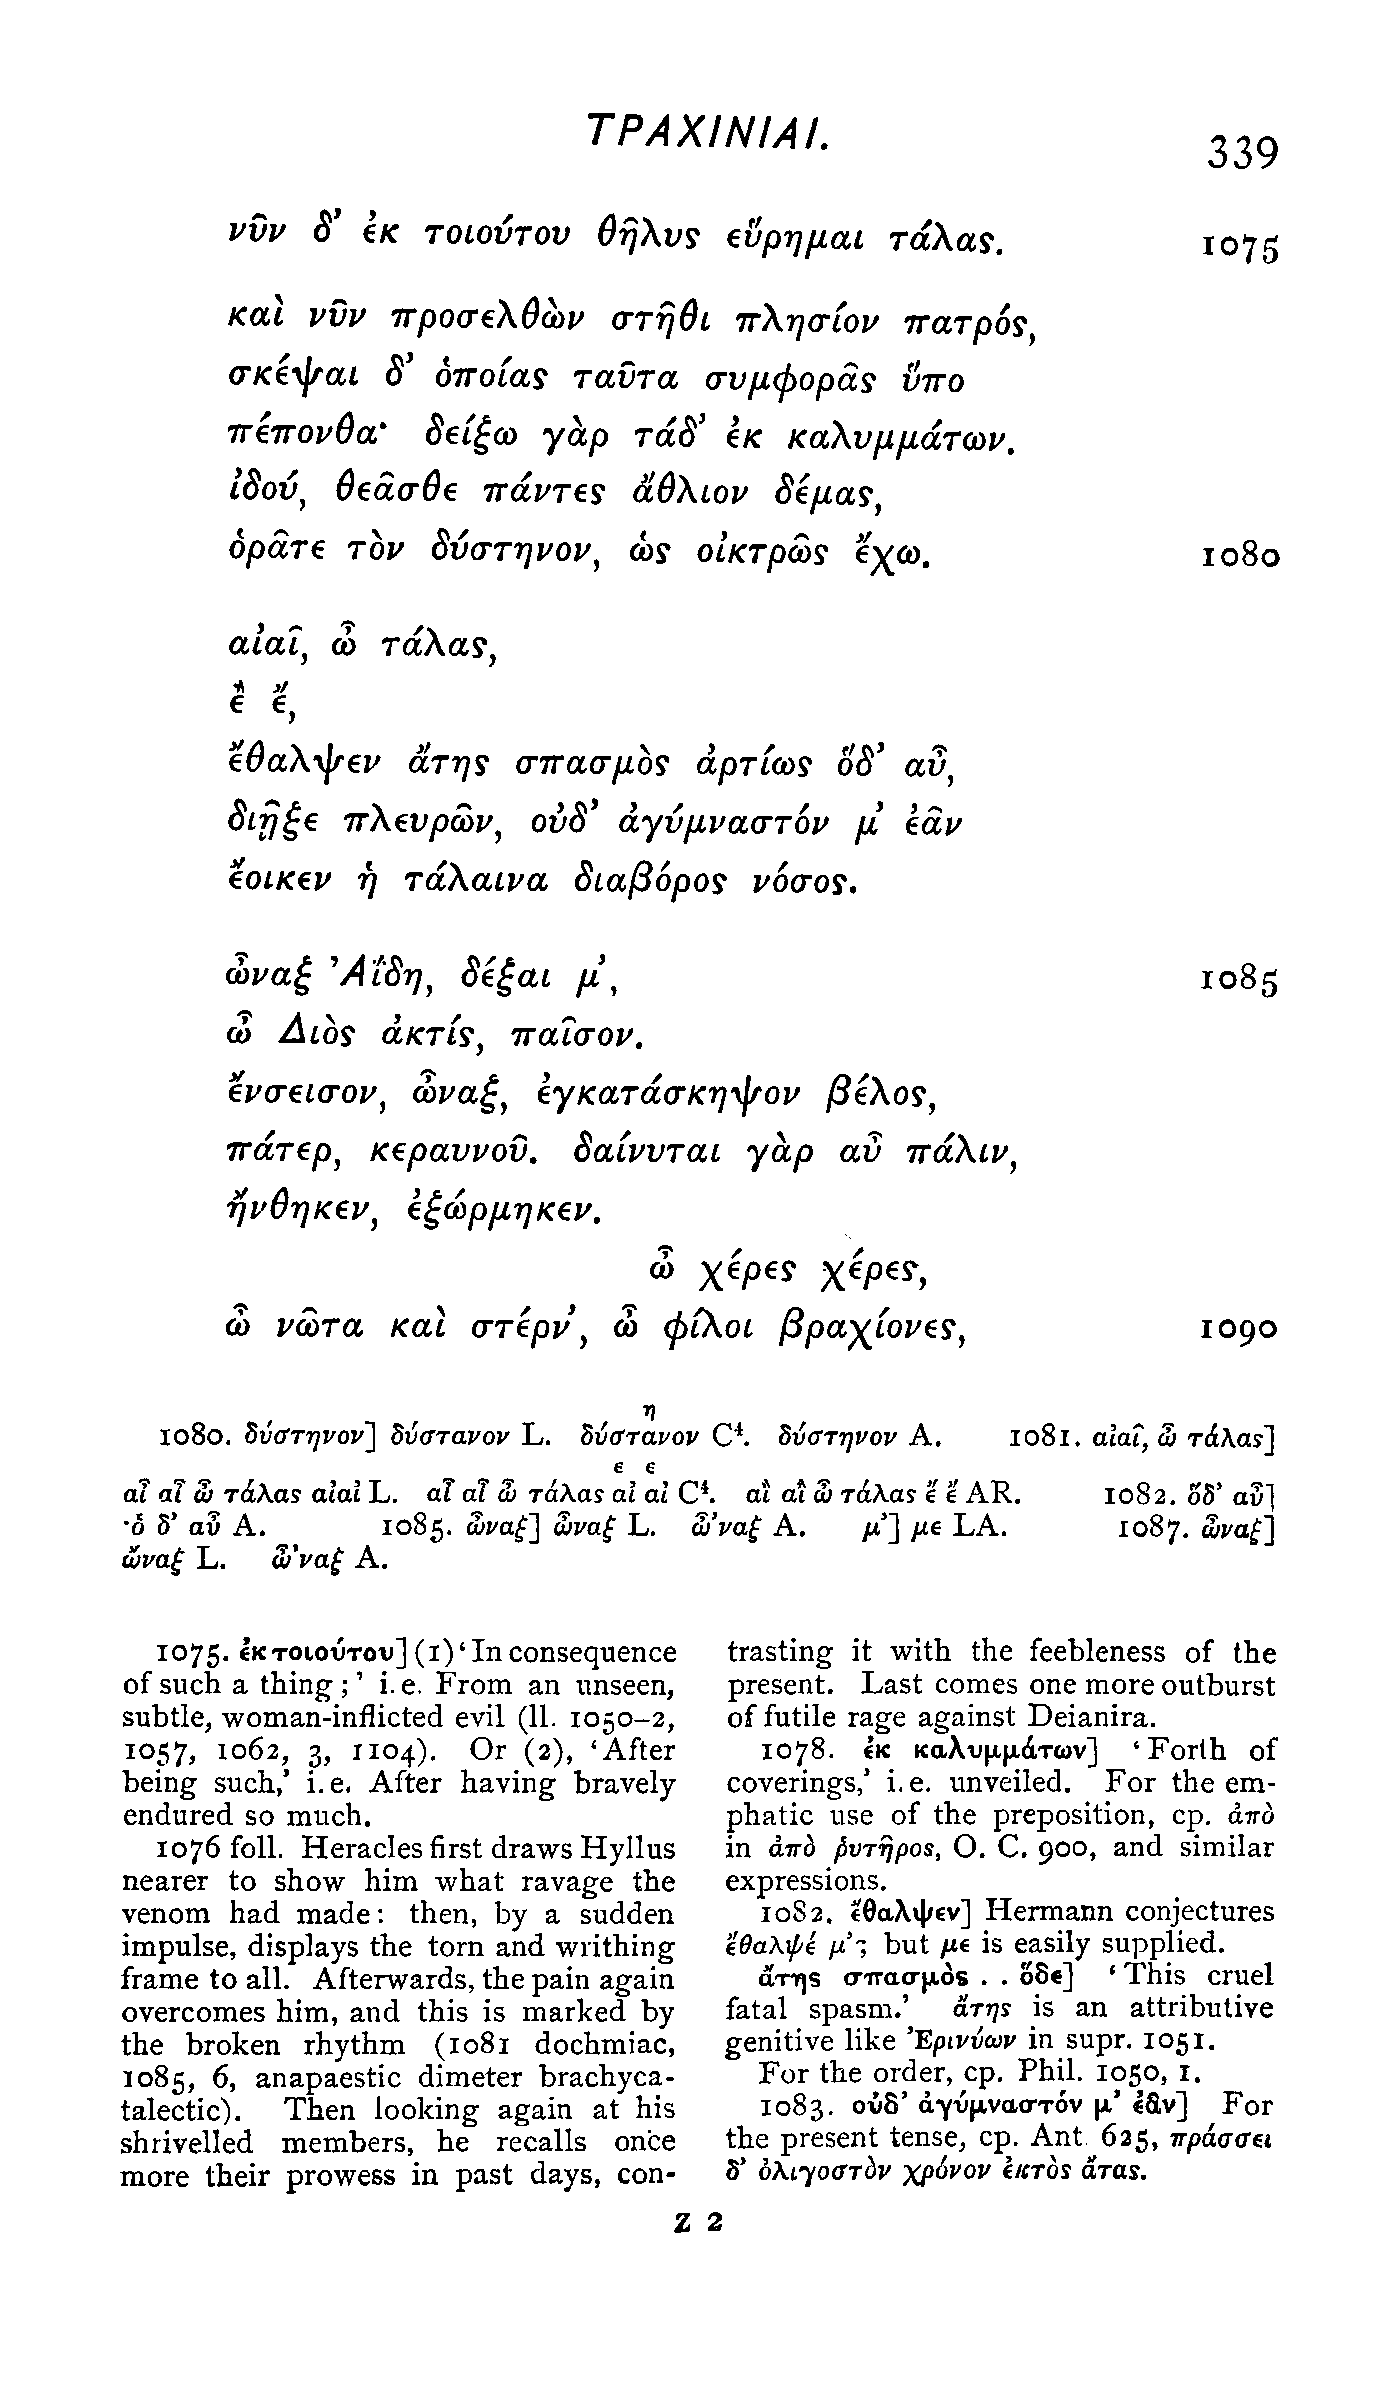 ΤΡΑΧΙΝΙΑΙ.
339
νῦν δ’ ἐκ τοιούτου θῆλυς εὕρημαι τάλας. 1075
καὶ νῦν προσελθὼν στῆθι πλησίον πατρός,
σκέψαι δ’ ὁποίας ταῦτα συμφορᾶς ὕπο
πέπονθα· δείξω γὰρ τάδ’ ἐκ καλυμμάτων.
ἰδού, θεᾶσθε πάντες ἄθλιον δέμας,
ὁρᾶτε τὸν δύστηνον, ὡς οἰκτρῶς ἔχω. 1080
αἰαῖ, ὦ τάλας,
ἒ ἔ,
ἔθαλψεν ἄτης σπασμὸς ἀρτίως ὅδ’ αὖ,
διῇξε πλευρῶν, οὐδ’ ἀγύμναστόν μ’ ἐᾶν
ἔοικεν ἡ τάλαινα διαβόρος νόσος.
ὦναξ Ἀΐδη, δέξαι μ’, 1085
ὦ Διὸς ἀκτίς, παῖσον.
ἔνσεισον, ὦναξ, ἐγκατάσκηψον βέλος,
πάτερ, κεραυνοῦ. δαίνυται γὰρ αὖ πάλιν,
ἤνθηκεν, ἐξώρμηκεν.
ὦ χέρες χέρες,
ὦ νῶτα καὶ στέρν’, ὦ φίλοι βραχίονες, 1090
η
1080. δύστηνον] δύστανον L. δύστανον C⁴. δύστηνον A. 1081. αἰαῖ, ὦ τάλας]
ε ε
αἶ αἶ ὦ τάλας αἰαὶ L. αἶ αἶ ὦ τάλας αἰ αἰ C⁴. αἲ αἲ ὦ τάλας ἔ ἔ AR. 1082. ὅδ’ αὖ]
·ὁ δ’ αὖ A. 1085. ὦναξ] ὦναξ L. ὦ’ναξ A. μ’] με LA. 1087. ὦναξ]
ὤναξ L. ὦ’ναξ A.
1075. ἐκ τοιούτου] (1) ‘In consequence
of such a thing;’ i.e. From an unseen,
subtle, woman-inflicted evil (ll. 1050–2,
1057, 1062, 3, 1104). Or (2), ‘After
being such,’ i.e. After having bravely
endured so much.
1076 foll. Heracles first draws Hyllus
nearer to show him what ravage the
venom had made: then, by a sudden
impulse, displays the torn and writhing
frame to all. Afterwards, the pain again
overcomes him, and this is marked by
the broken rhythm (1081 dochmiac,
1085, 6, anapaestic dimeter brachyca-
talectic). Then looking again at his
shrivelled members, he recalls once
more their prowess in past days, con-
trasting it with the feebleness of the
present. Last comes one more outburst
of futile rage against Deianira.
1078. ἐκ καλυμμάτων] ‘Forth of
coverings,’ i.e. unveiled. For the em-
phatic use of the preposition, cp. ἀπὸ
in ἀπὸ ῥυτῆρος, O. C. 900, and similar
expressions.
1082. ἔθαλψεν] Hermann conjectures
ἔθαλψέ μ’; but με is easily supplied.
ἄτης σπασμὸς . . ὅδε] ‘This cruel
fatal spasm.’ ἄτης is an attributive
genitive like Ἐρινύων in supr. 1051.
For the order, cp. Phil. 1050, 1.
1083. οὐδ’ ἀγύμναστόν μ’ ἐᾶν] For
the present tense, cp. Ant. 625, πράσσει
δ’ ὀλιγοστὸν χρόνον ἐκτὸς ἄτας.
Z 2